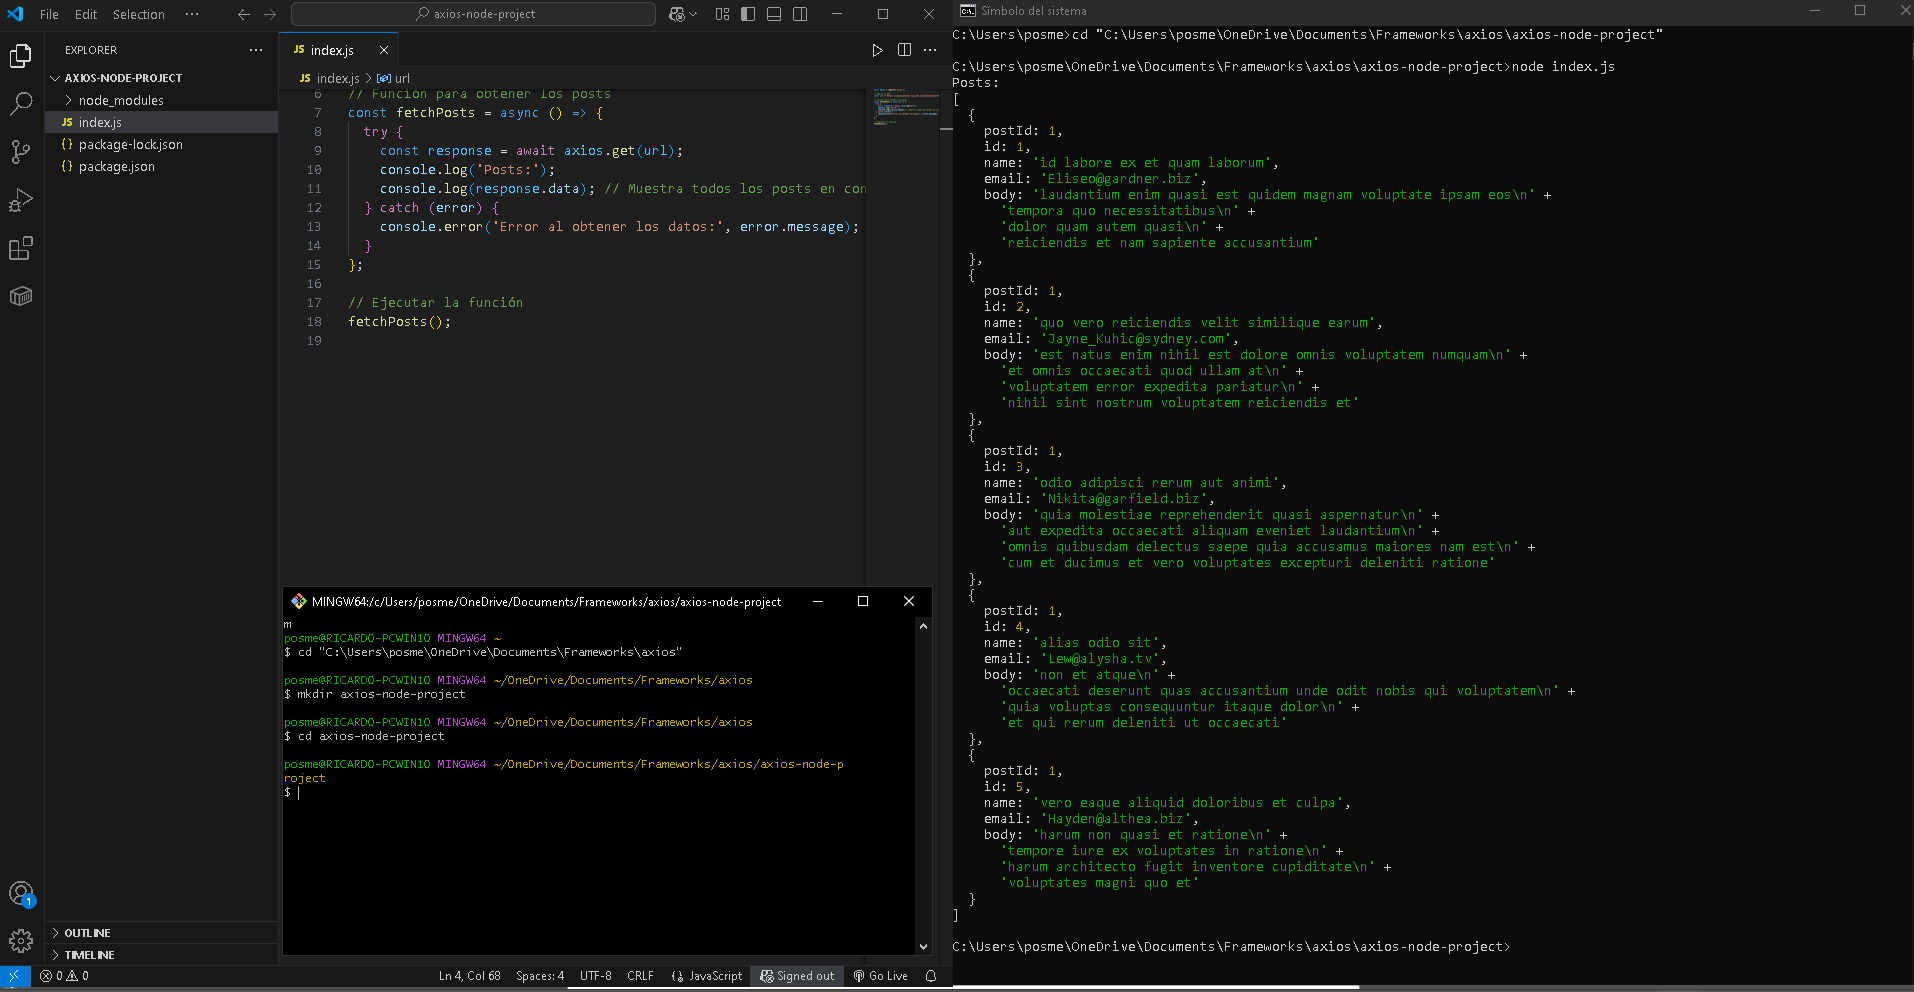 File Edit Selection ··· axios-node-project
EXPLORER ···
AXIOS-NODE-PROJECT
node_modules
JS index.js
{} package-lock.json
{} package.json
OUTLINE
TIMELINE
JS index.js
JS index.js > url
6 // Función para obtener los posts
7 const fetchPosts = async () => {
8 try {
9 const response = await axios.get(url);
10 console.log('Posts:');
11 console.log(response.data); // Muestra todos los posts en con
12 } catch (error) {
13 console.error('Error al obtener los datos:', error.message);
14 }
15 };
16
17 // Ejecutar la función
18 fetchPosts();
19
MINGW64:/c/Users/posme/OneDrive/Documents/Frameworks/axios/axios-node-project
m
posme@RICARDO-PCWIN10 MINGW64 ~
$ cd "C:\Users\posme\OneDrive\Documents\Frameworks\axios"
posme@RICARDO-PCWIN10 MINGW64 ~/OneDrive/Documents/Frameworks/axios
$ mkdir axios-node-project
posme@RICARDO-PCWIN10 MINGW64 ~/OneDrive/Documents/Frameworks/axios
$ cd axios-node-project
posme@RICARDO-PCWIN10 MINGW64 ~/OneDrive/Documents/Frameworks/axios/axios-node-p
roject
$
1
0 0 Ln 4, Col 68 Spaces: 4 UTF-8 CRLF {} JavaScript Signed out Go Live
Símbolo del sistema
C:\Users\posme>cd "C:\Users\posme\OneDrive\Documents\Frameworks\axios\axios-node-project"
C:\Users\posme\OneDrive\Documents\Frameworks\axios\axios-node-project>node index.js
Posts:
[
{
postId: 1,
id: 1,
name: 'id labore ex et quam laborum',
email: 'Eliseo@gardner.biz',
body: 'laudantium enim quasi est quidem magnam voluptate ipsam eos\n' +
'tempora quo necessitatibus\n' +
'dolor quam autem quasi\n' +
'reiciendis et nam sapiente accusantium'
},
{
postId: 1,
id: 2,
name: 'quo vero reiciendis velit similique earum',
email: 'Jayne_Kuhic@sydney.com',
body: 'est natus enim nihil est dolore omnis voluptatem numquam\n' +
'et omnis occaecati quod ullam at\n' +
'voluptatem error expedita pariatur\n' +
'nihil sint nostrum voluptatem reiciendis et'
},
{
postId: 1,
id: 3,
name: 'odio adipisci rerum aut animi',
email: 'Nikita@garfield.biz',
body: 'quia molestiae reprehenderit quasi aspernatur\n' +
'aut expedita occaecati aliquam eveniet laudantium\n' +
'omnis quibusdam delectus saepe quia accusamus maiores nam est\n' +
'cum et ducimus et vero voluptates excepturi deleniti ratione'
},
{
postId: 1,
id: 4,
name: 'alias odio sit',
email: 'Lew@alysha.tv',
body: 'non et atque\n' +
'occaecati deserunt quas accusantium unde odit nobis qui voluptatem\n' +
'quia voluptas consequuntur itaque dolor\n' +
'et qui rerum deleniti ut occaecati'
},
{
postId: 1,
id: 5,
name: 'vero eaque aliquid doloribus et culpa',
email: 'Hayden@althea.biz',
body: 'harum non quasi et ratione\n' +
'tempore iure ex voluptates in ratione\n' +
'harum architecto fugit inventore cupiditate\n' +
'voluptates magni quo et'
}
]
C:\Users\posme\OneDrive\Documents\Frameworks\axios\axios-node-project>